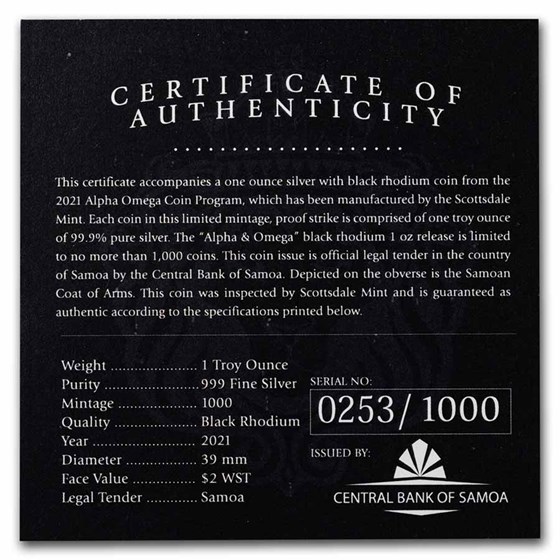 CERTIFICATE OF
AUTHENTICITY
This certificate accompanies a one ounce silver with black rhodium coin from the
2021 Alpha Omega Coin Program, which has been manufactured by the Scottsdale
Mint. Each coin in this limited mintage, proof strike is comprised of one troy ounce
of 99.9% pure silver. The “Alpha & Omega” black rhodium 1 oz release is limited
to no more than 1,000 coins. This coin issue is official legal tender in the country
of Samoa by the Central Bank of Samoa. Depicted on the obverse is the Samoan
Coat of Arms. This coin was inspected by Scottsdale Mint and is guaranteed as
authentic according to the specifications printed below.
Weight ...................... 1 Troy Ounce
Purity ...................... 999 Fine Silver
Mintage .................... 1000
Quality ..................... Black Rhodium
Year .......................... 2021
Diameter .................. 39 mm
Face Value ................ $2 WST
Legal Tender ............. Samoa
SERIAL NO:
0253/ 1000
ISSUED BY:
CENTRAL BANK OF SAMOA